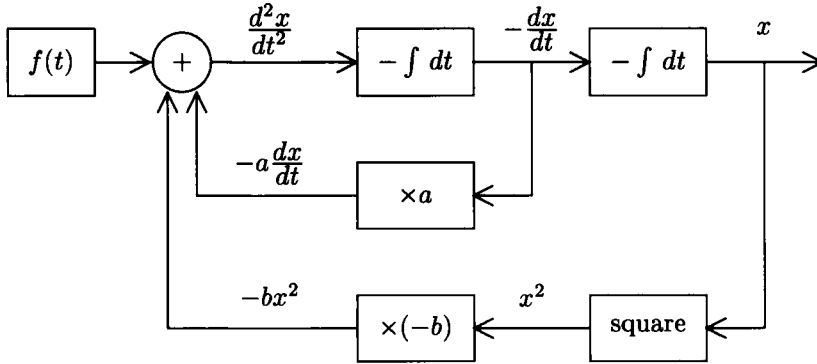 d²x/dt²
-dx/dt
x
f(t)
+
-∫ dt
-∫ dt
-a dx/dt
×a
-bx²
×(-b)
x²
square